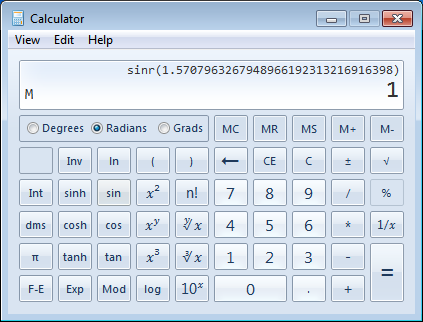 Calculator
View Edit Help
sinr(1.5707963267948966192313216916398)
M 1
Degrees Radians Grads MC MR MS M+ M-
Inv ln ( ) ← CE C ± √
Int sinh sin x² n! 7 8 9 / %
dms cosh cos xʸ ʸ√x 4 5 6 * 1/x
π tanh tan x³ ³√x 1 2 3 - =
F-E Exp Mod log 10ˣ 0 . +